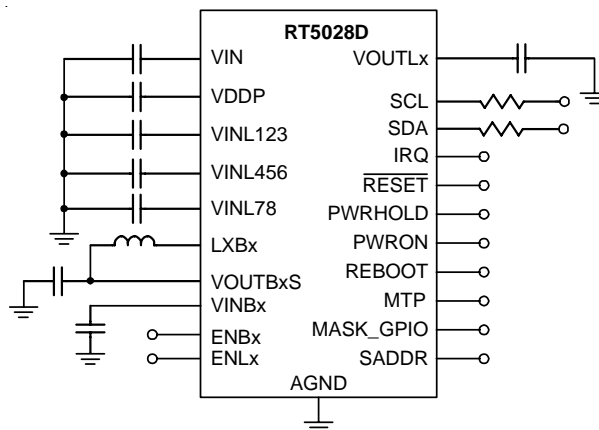 RT5028D
VIN
VDDP
VINL123
VINL456
VINL78
LXBx
VOUTBxS
VINBx
ENBx
ENLx
VOUTLx
SCL
SDA
IRQ
RESET
PWRHOLD
PWRON
REBOOT
MTP
MASK_GPIO
SADDR
AGND